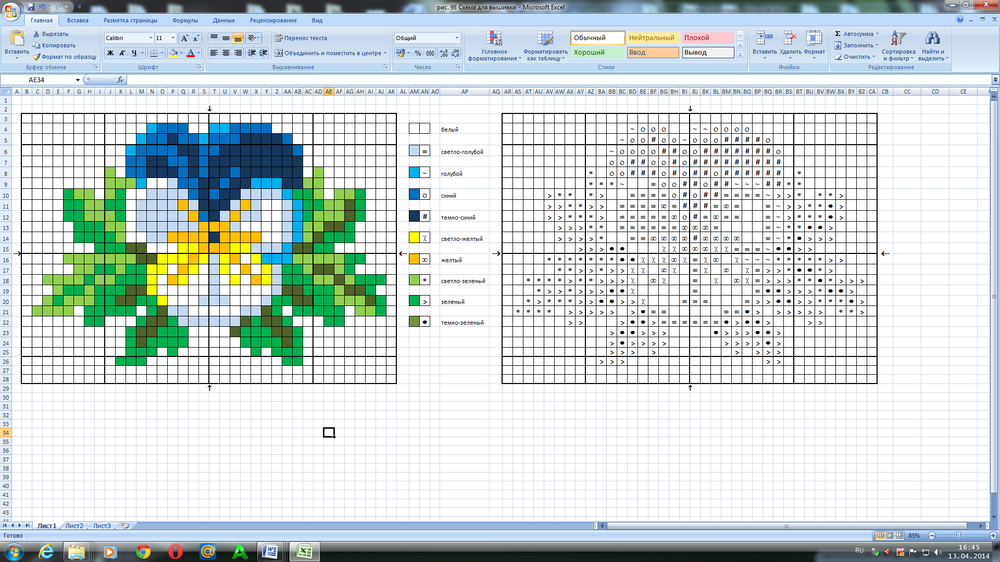 рис. 98 Схема для вышивки - Microsoft Excel
Главная Вставка Разметка страницы Формулы Данные Рецензирование Вид
Вставить
Вырезать
Копировать
Формат по образцу
Буфер обмена
Calibri 11
Ж К Ч
Шрифт
Перенос текста
Объединить и поместить в центре
Выравнивание
Общий
% 000
Число
Условное форматирование
Форматировать как таблицу
Обычный Нейтральный Плохой
Хороший Ввод Вывод
Стили
Вставить Удалить Формат
Ячейки
Σ Автосумма
Заполнить
Очистить
Сортировка и фильтр
Найти и выделить
Редактирование
AE34
fx
A B C D E F G H I J K L M N O P Q R S T U V W X Y Z AA AB AC AD AE AF AG AH AI AJ AK AL AM AN AO AP AQ AR AS AT AU AV AW AX AY AZ BA BB BC BD BE BF BG BH BI BJ BK BL BM BN BO BP BQ BR BS BT BU BV BW BX BY BZ CA CB CC CD CE
1
2
3
4 белый
5
6 ≡ светло-голубой
7
8 ~ голубой
9
10 o синий
11
12 # темно-синий
13
14 χ светло-желтый
15
16 ∞ желтый
17
18 * светло-зеленый
19
20 > зеленый
21
22 ● темно-зеленый
23
24
25
26
27
28
29
30
31
32
33
34
35
36
37
38
39
40
41
42
43
44
Лист1 Лист2 Лист3
Готово
85%
RU
16:45
13.04.2014